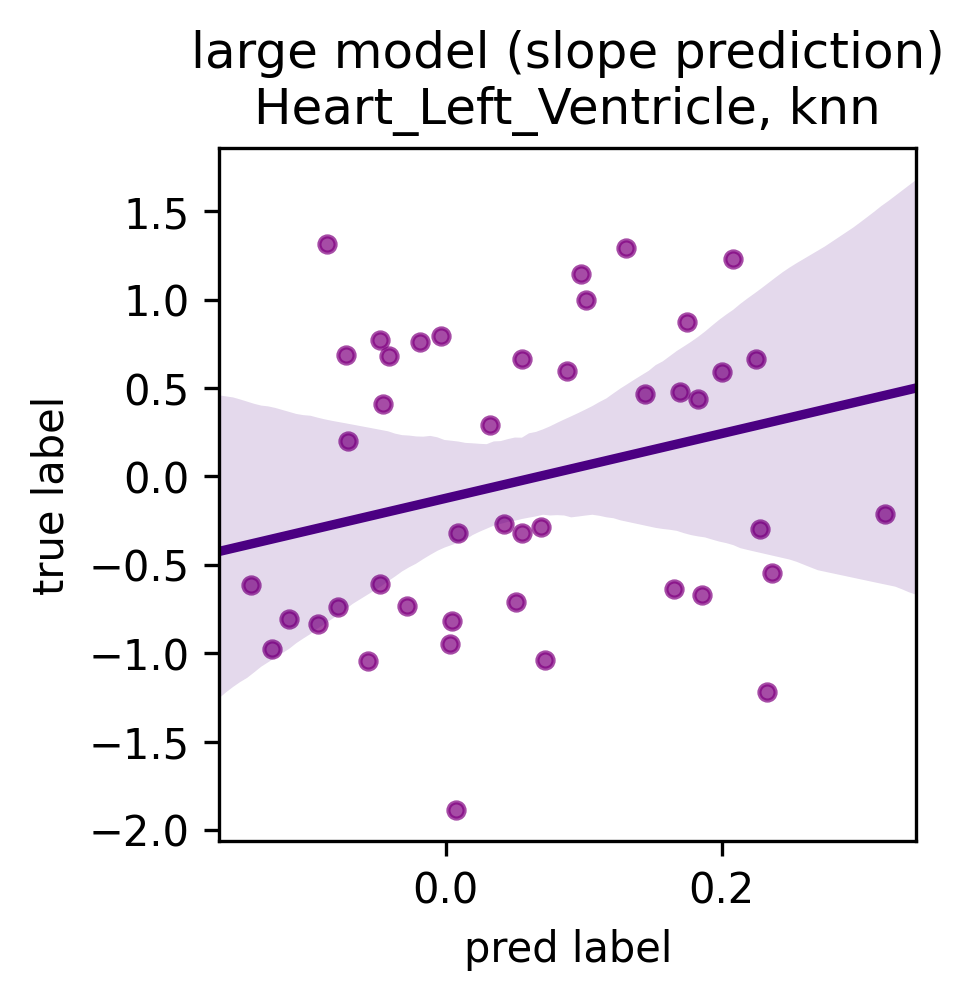 large model (slope prediction)
Heart_Left_Ventricle, knn
1.5
1.0
0.5
0.0
−0.5
−1.0
−1.5
−2.0
true label
0.0
0.2
pred label